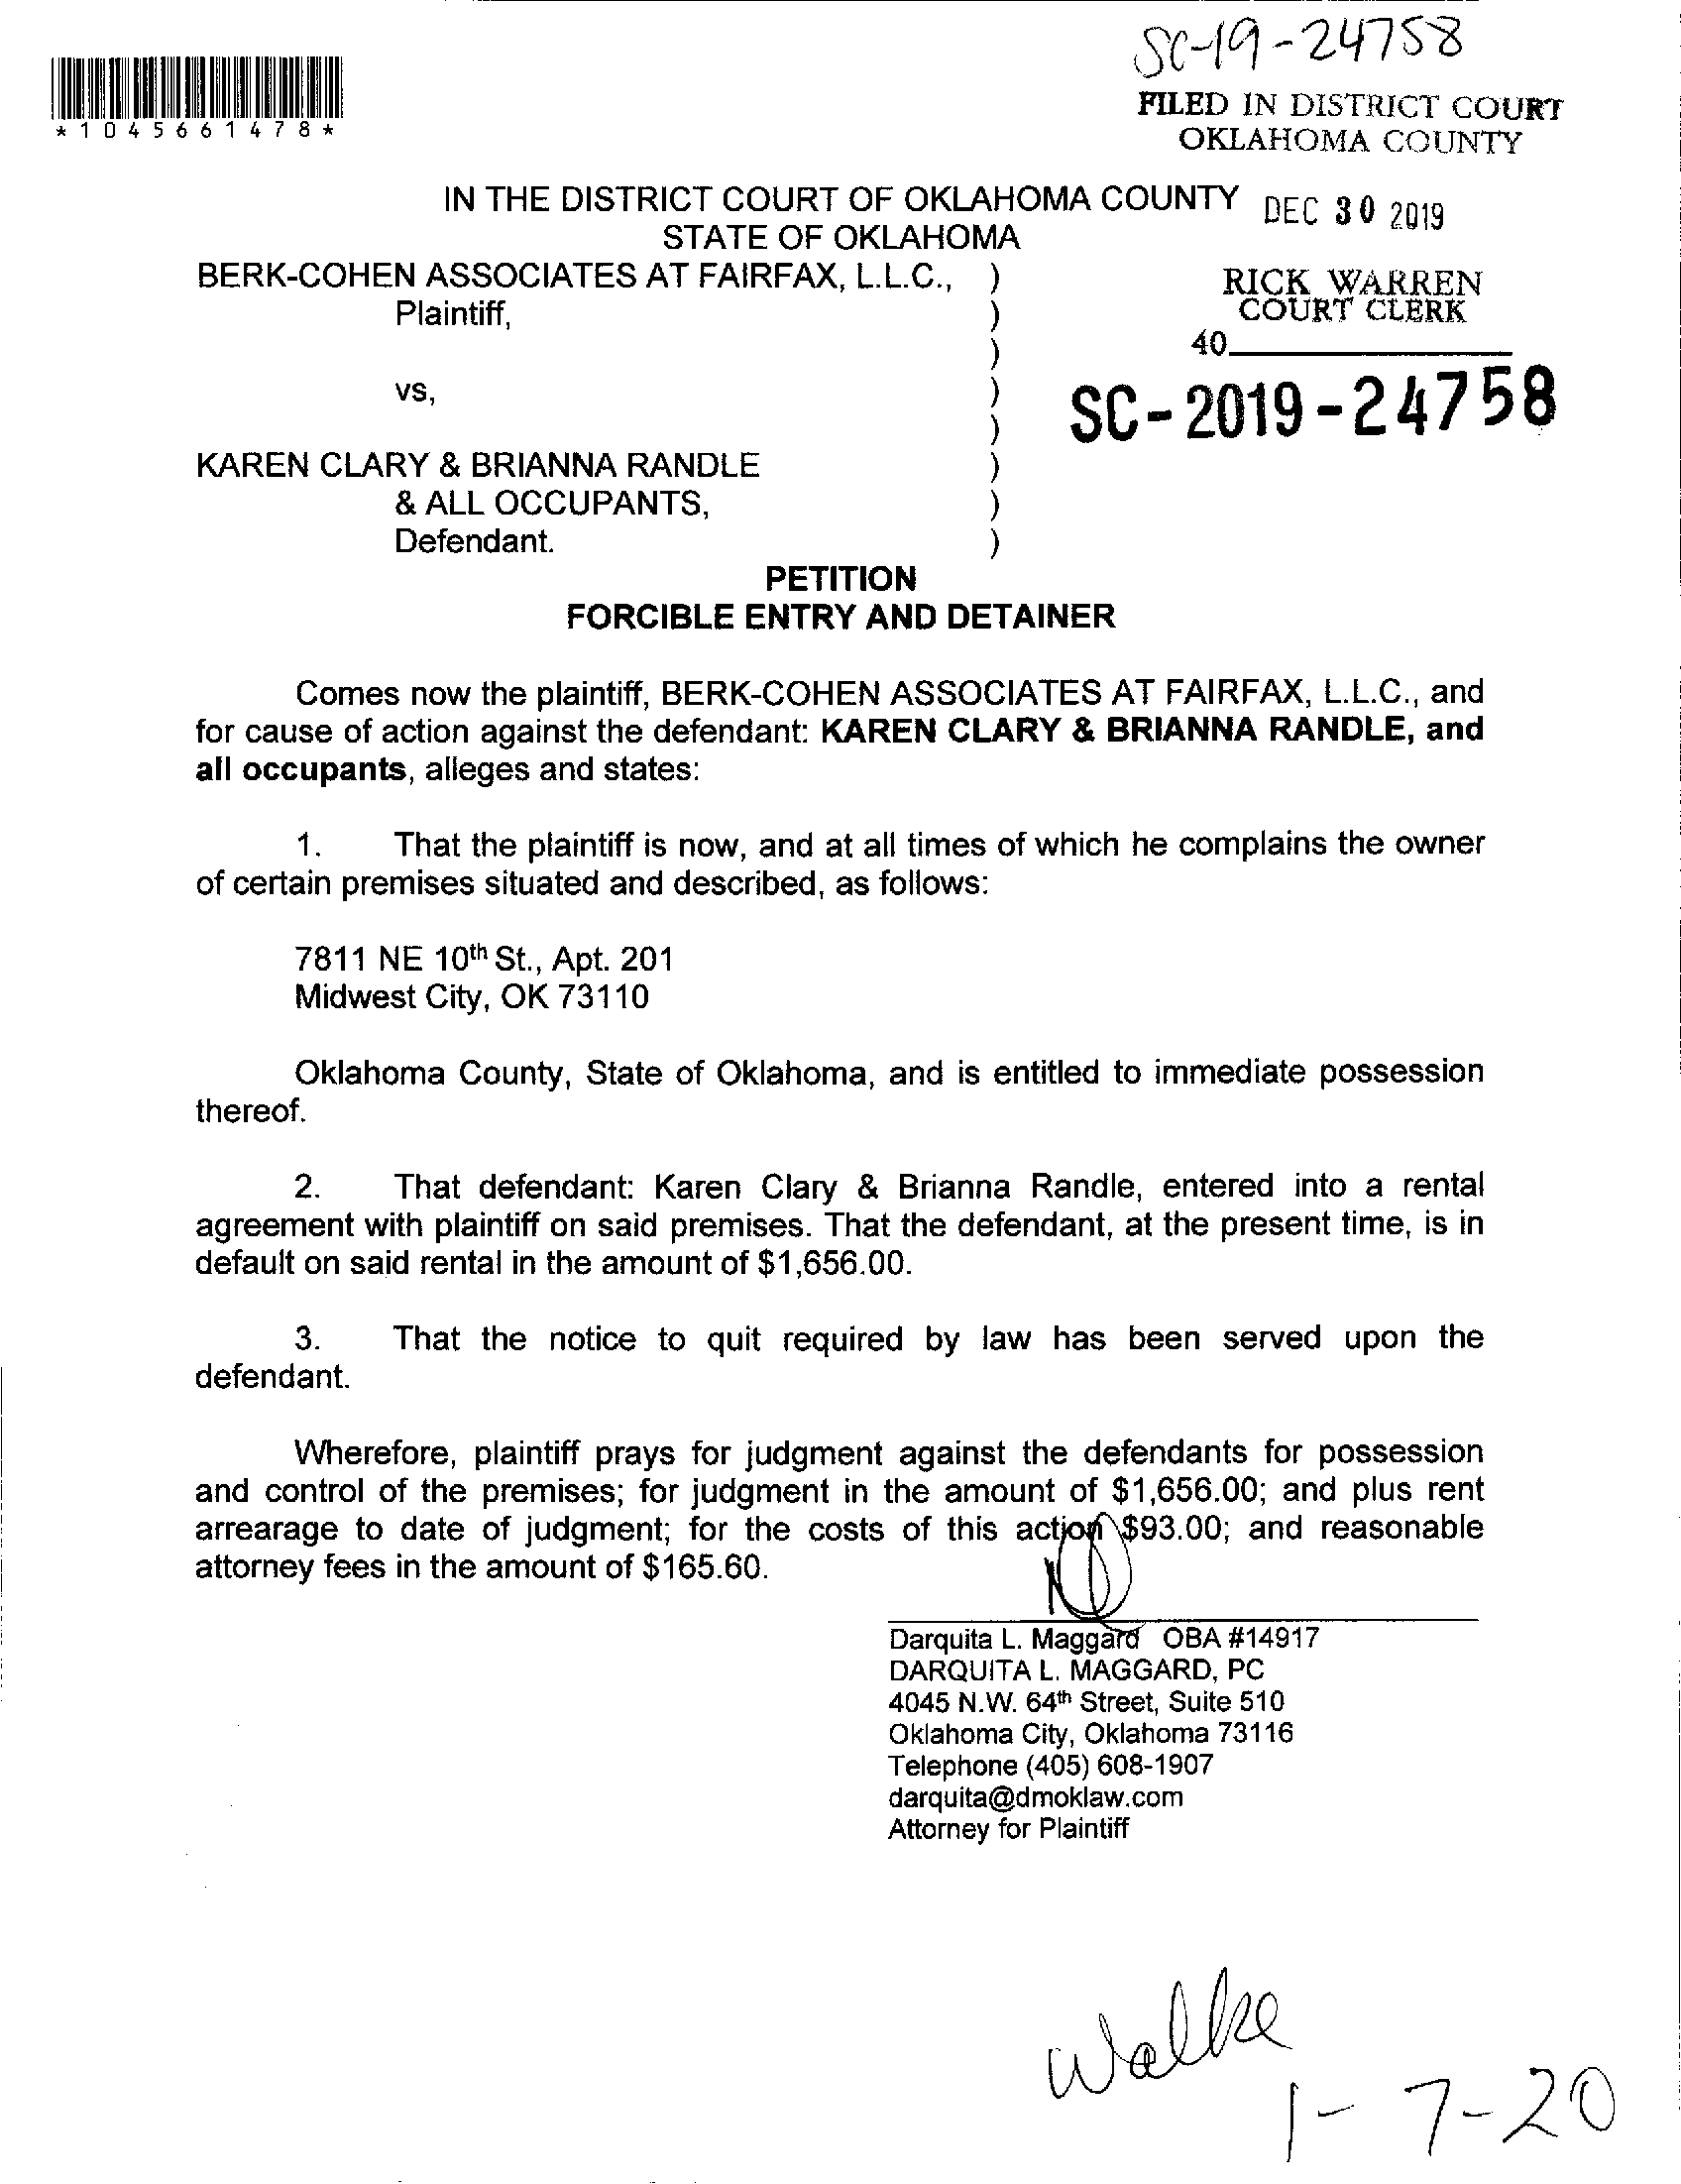 SC-19-24758
*1045661478*
FILED IN DISTRICT COURT
OKLAHOMA COUNTY
IN THE DISTRICT COURT OF OKLAHOMA COUNTY
DEC 30 2019
STATE OF OKLAHOMA
BERK-COHEN ASSOCIATES AT FAIRFAX, L.L.C., )
RICK WARREN
Plaintiff, )
COURT CLERK
)
40
vs, )
SC-2019-24758
)
KAREN CLARY & BRIANNA RANDLE )
& ALL OCCUPANTS, )
Defendant. )
PETITION
FORCIBLE ENTRY AND DETAINER
Comes now the plaintiff, BERK-COHEN ASSOCIATES AT FAIRFAX, L.L.C., and
for cause of action against the defendant: KAREN CLARY & BRIANNA RANDLE, and
all occupants, alleges and states:
1. That the plaintiff is now, and at all times of which he complains the owner
of certain premises situated and described, as follows:
7811 NE 10th St., Apt. 201
Midwest City, OK 73110
Oklahoma County, State of Oklahoma, and is entitled to immediate possession
thereof.
2. That defendant: Karen Clary & Brianna Randle, entered into a rental
agreement with plaintiff on said premises. That the defendant, at the present time, is in
default on said rental in the amount of $1,656.00.
3. That the notice to quit required by law has been served upon the
defendant.
Wherefore, plaintiff prays for judgment against the defendants for possession
and control of the premises; for judgment in the amount of $1,656.00; and plus rent
arrearage to date of judgment; for the costs of this action $93.00; and reasonable
attorney fees in the amount of $165.60.
Darquita L. Maggard OBA #14917
DARQUITA L. MAGGARD, PC
4045 N.W. 64th Street, Suite 510
Oklahoma City, Oklahoma 73116
Telephone (405) 608-1907
darquita@dmoklaw.com
Attorney for Plaintiff
Walke
1-7-20